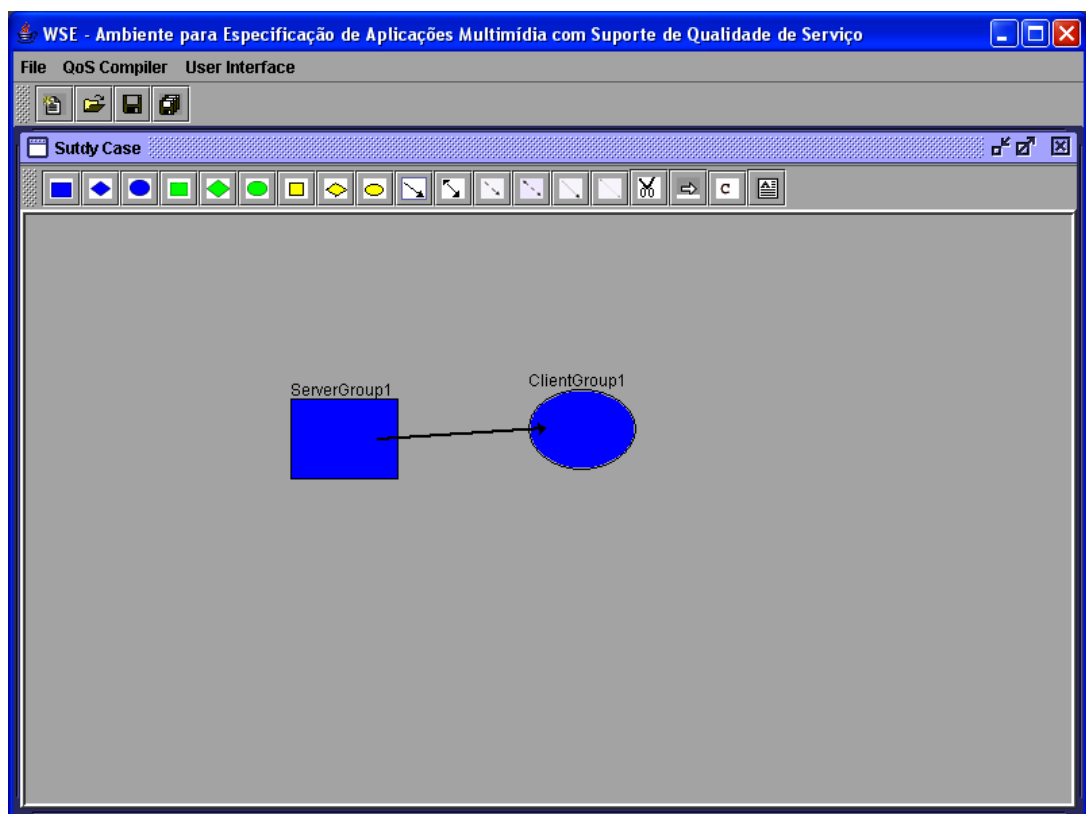 WSE - Ambiente para Especificação de Aplicações Multimídia com Suporte de Qualidade de Serviço
File QoS Compiler User Interface
Sutdy Case
C
ServerGroup1
ClientGroup1